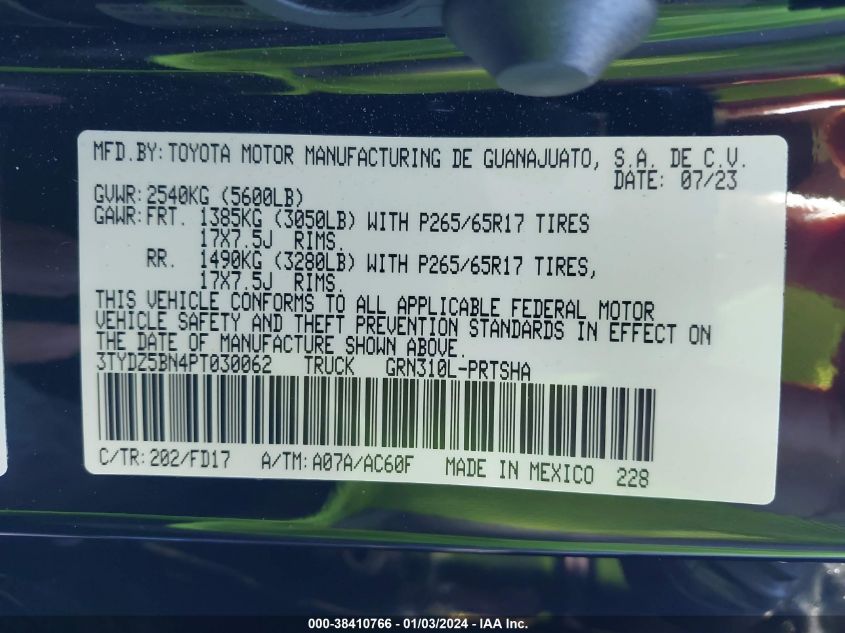 MFD.BY: TOYOTA MOTOR MANUFACTURING DE GUANAJUATO, S.A. DE C.V.
DATE: 07/23
GVWR: 2540KG (5600LB)
GAWR: FRT. 1385KG (3050LB) WITH P265/65R17 TIRES
17X7.5J RIMS.
RR. 1490KG (3280LB) WITH P265/65R17 TIRES,
17X7.5J RIMS.
THIS VEHICLE CONFORMS TO ALL APPLICABLE FEDERAL MOTOR
VEHICLE SAFETY AND THEFT PREVENTION STANDARDS IN EFFECT ON
THE DATE OF MANUFACTURE SHOWN ABOVE.
3TYDZ5BN4PT030062 TRUCK GRN310L-PRTSHA
C/TR: 202/FD17 A/TM: A07A/AC60F MADE IN MEXICO 228
000-38410766 - 01/03/2024 - IAA Inc.